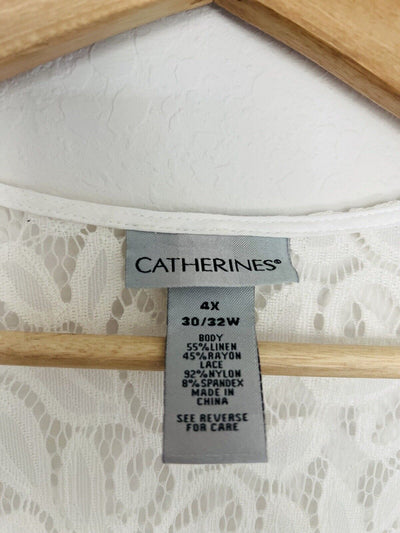 CATHERINES®
4X
30/32W
BODY
55%LINEN
45%RAYON
LACE
92%NYLON
8%SPANDEX
MADE IN
CHINA
SEE REVERSE
FOR CARE